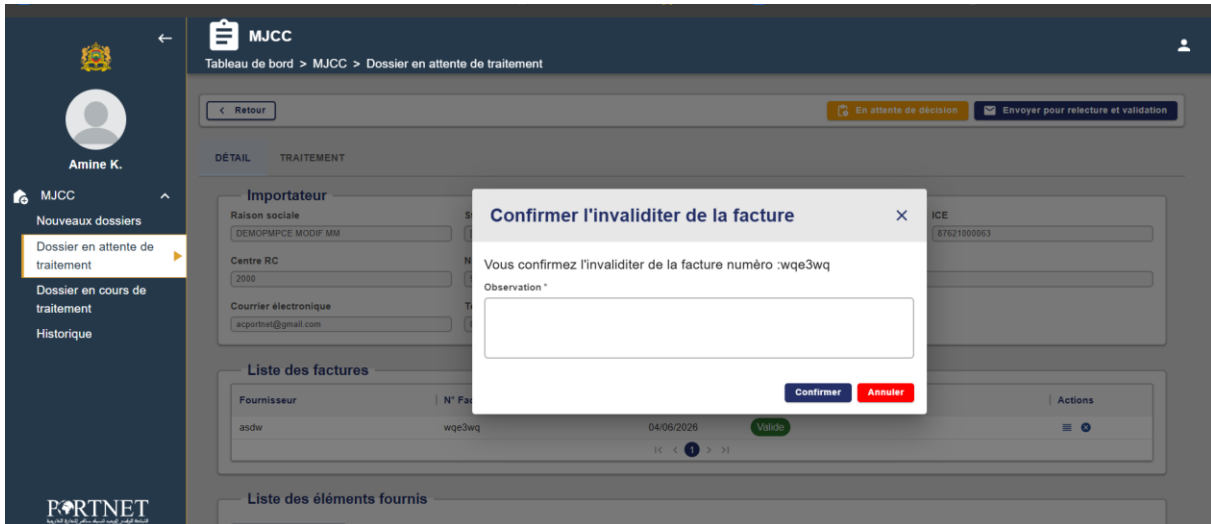 MJCC
Tableau de bord > MJCC > Dossier en attente de traitement
Amine K.
MJCC
Nouveaux dossiers
Dossier en attente de
traitement
Dossier en cours de
traitement
Historique
PORTNET
< Retour
En attente de décision
Envoyer pour relecture et validation
DÉTAIL TRAITEMENT
Importateur
Raison sociale
ICE
DEMOPMPCE MODIF MM
87621000063
Centre RC
2000
Courrier électronique
acportnet@gmail.com
Confirmer l'invaliditer de la facture
Vous confirmez l'invaliditer de la facture numèro :wqe3wq
Observation *
Confirmer Annuler
Liste des factures
Fournisseur N° Fac Actions
asdw wqe3wq 04/06/2026 Valide
1
Liste des éléments fournis